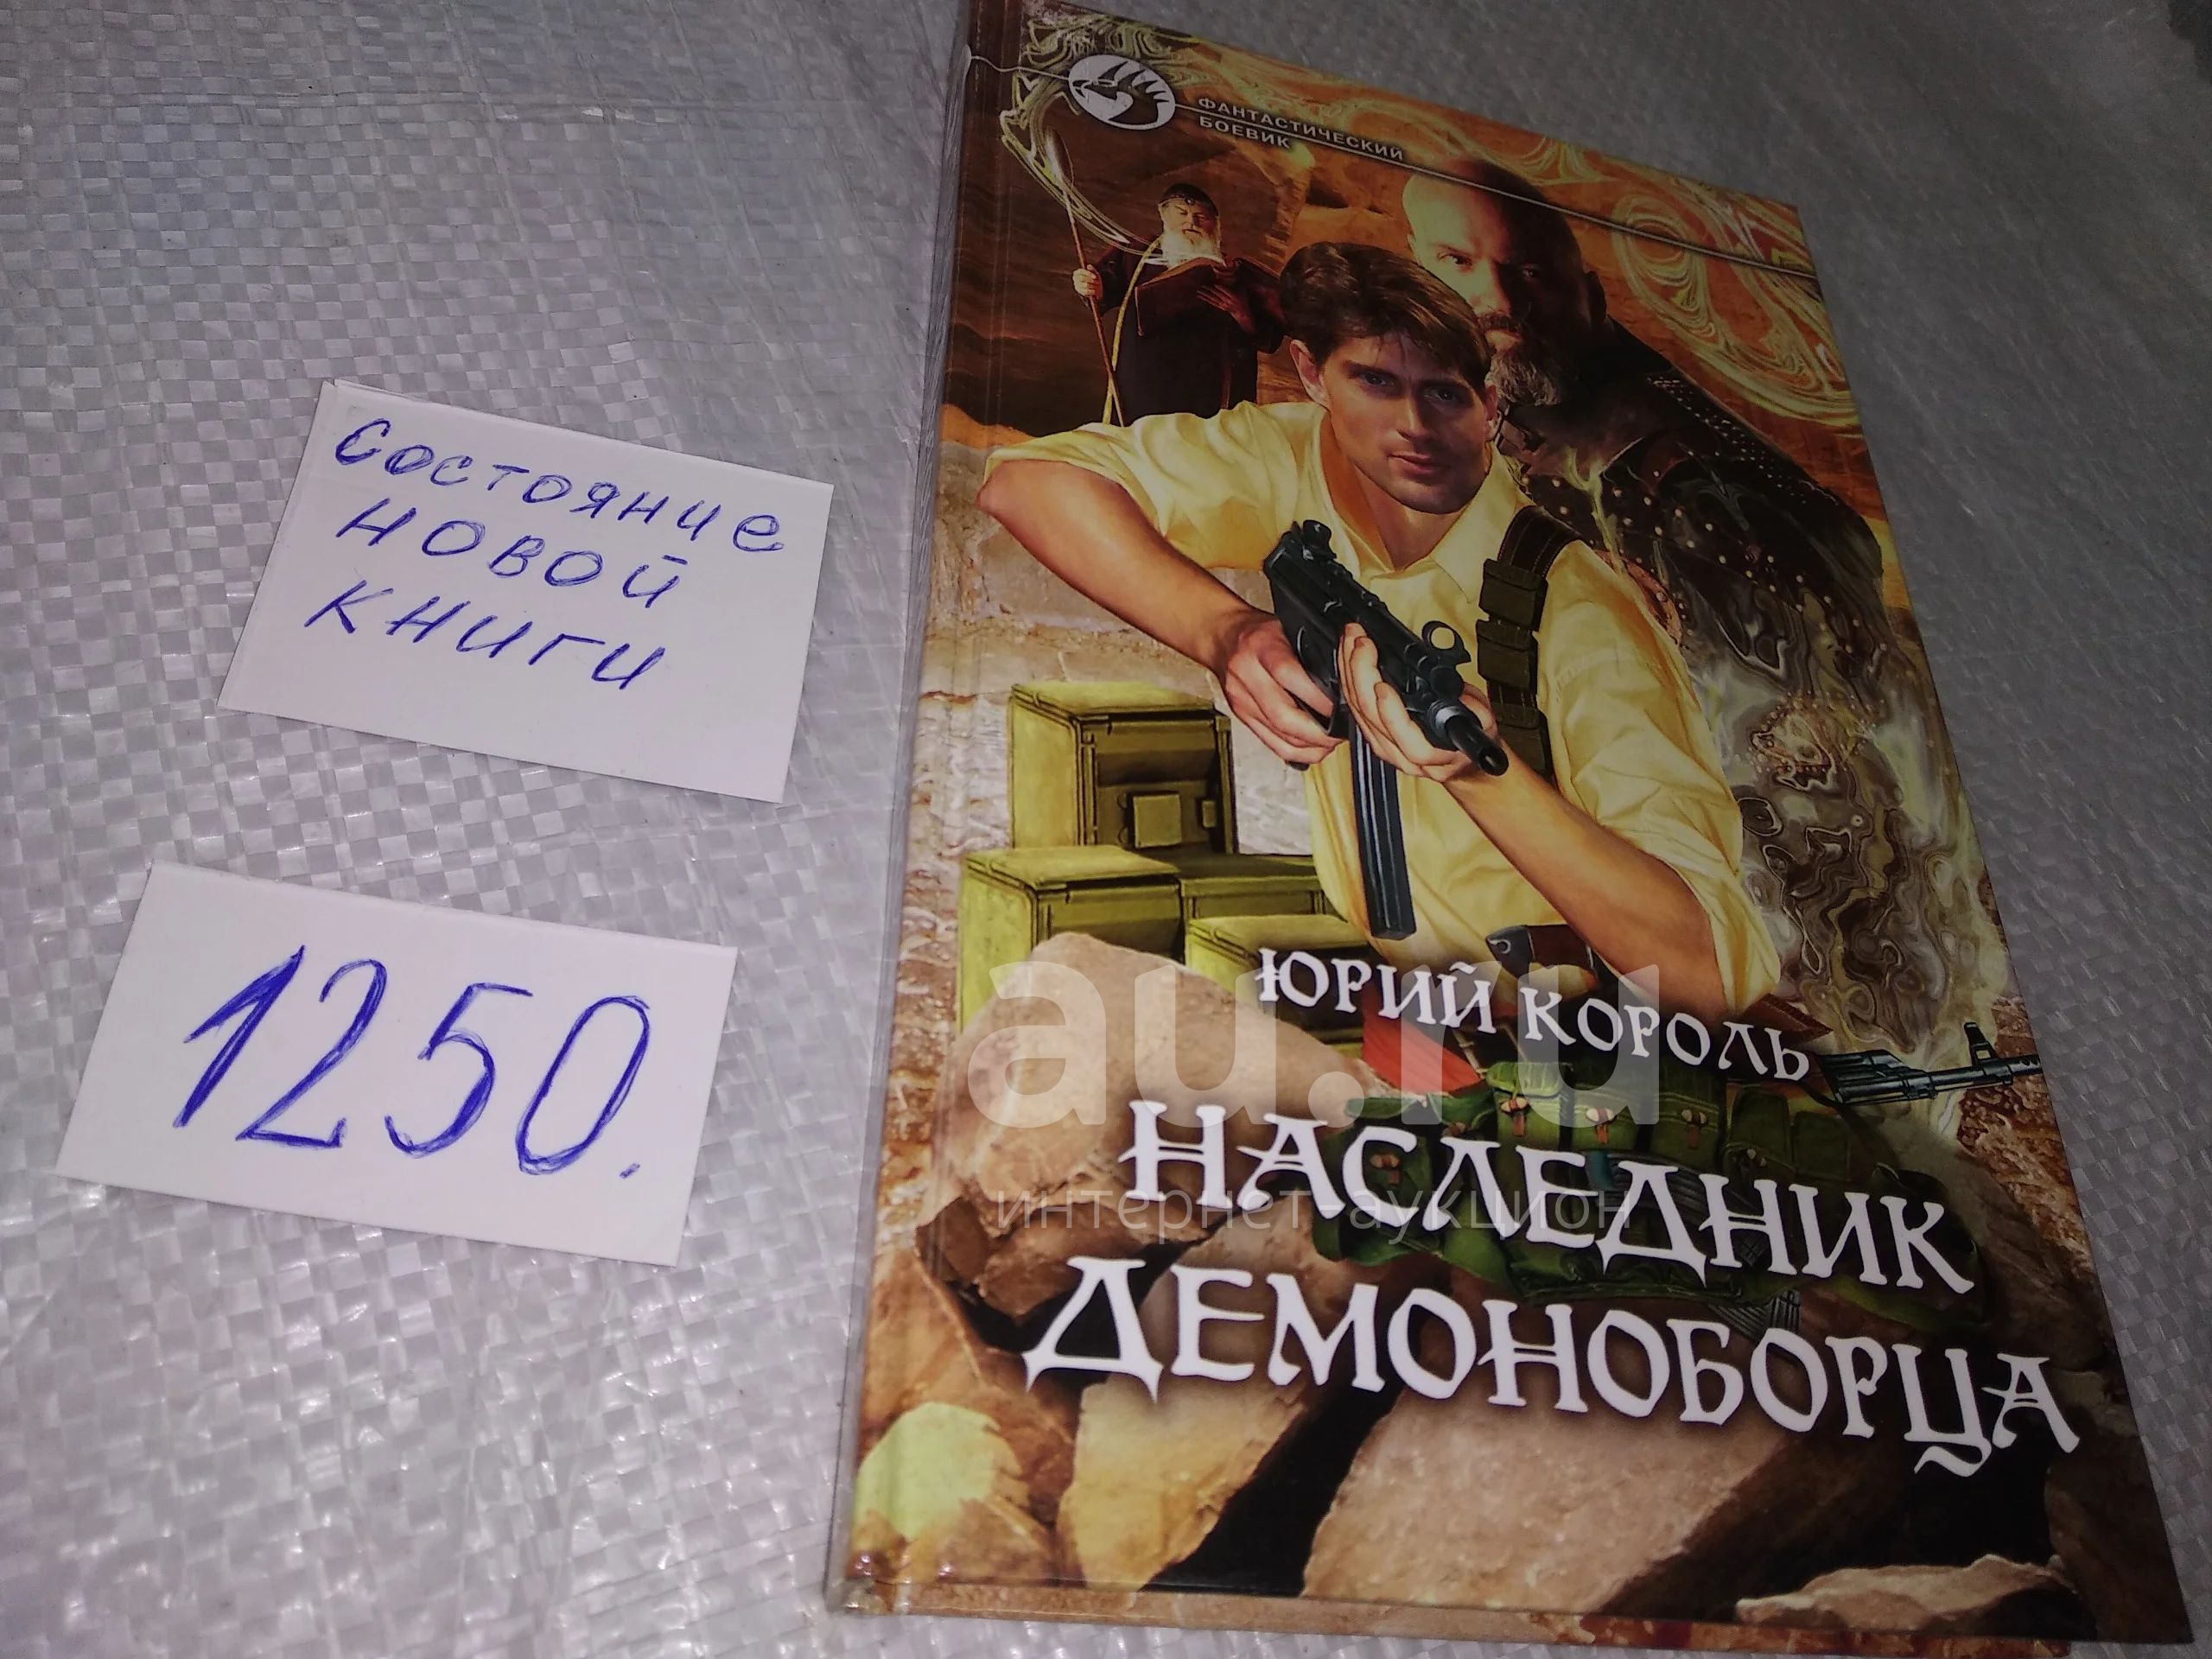 ФАНТАСТИЧЕСКИЙ
БОЕВИК
состояние
новой
книги
1250.
ЮРИЙ КОРОЛЬ
au.ru
НАСЛЕДНИК
интернет-аукцион
ДЕМОНОБОРЦА